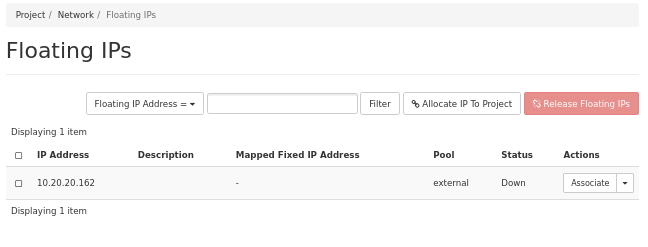 Project / Network / Floating IPs
Floating IPs
Floating IP Address = Filter Allocate IP To Project Release Floating IPs
Displaying 1 item
IP Address Description Mapped Fixed IP Address Pool Status Actions
10.20.20.162 - external Down Associate
Displaying 1 item